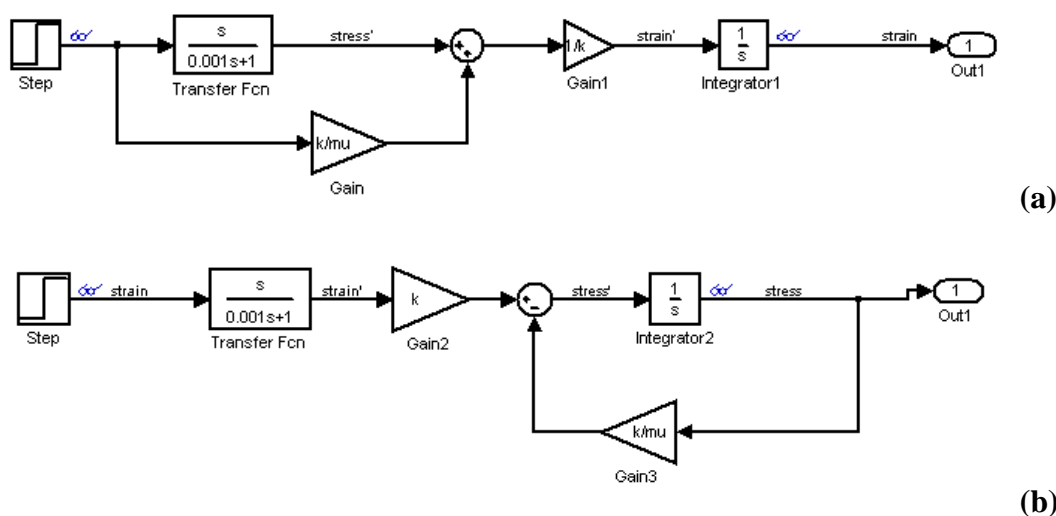 Step
s
0.001s+1
Transfer Fcn
stress'
k/mu
Gain
1/k
Gain1
strain'
1
s
Integrator1
strain
1
Out1
(a)
Step
strain
s
0.001s+1
Transfer Fcn
strain'
k
Gain2
stress'
1
s
Integrator2
stress
1
Out1
k/mu
Gain3
(b)